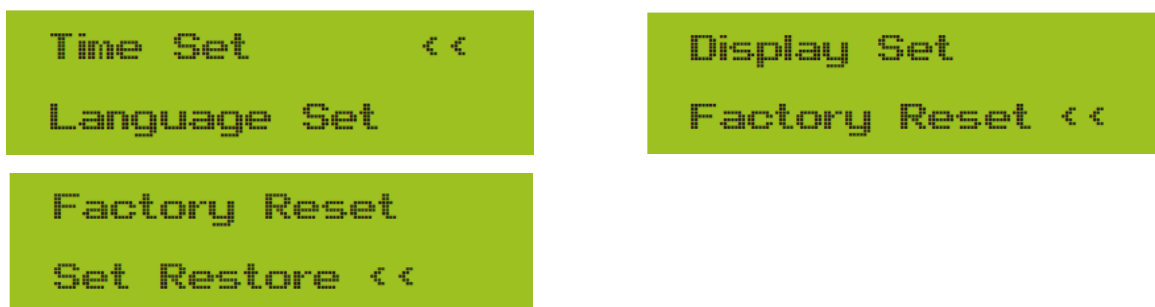 Time Set <<
Language Set
Display Set
Factory Reset <<
Factory Reset
Set Restore <<